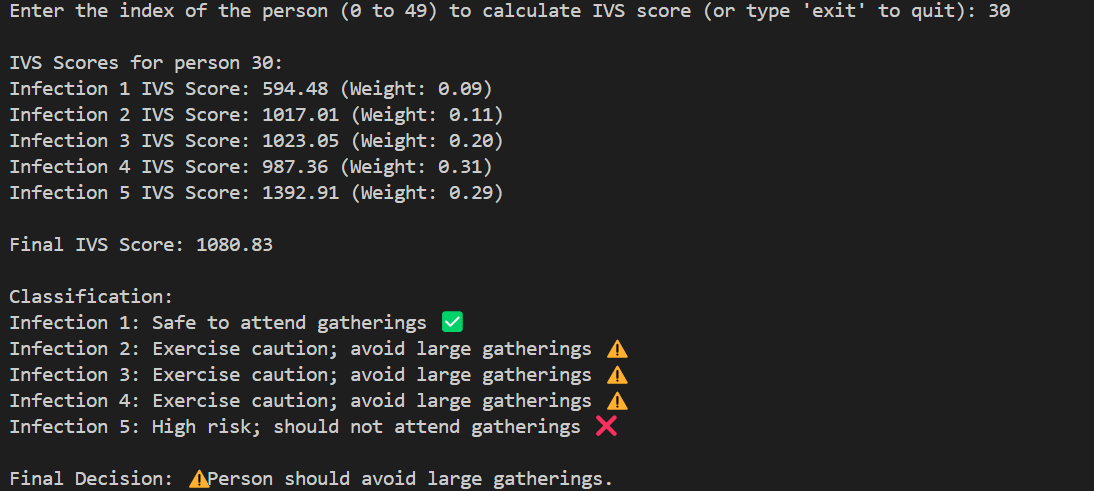 Enter the index of the person (0 to 49) to calculate IVS score (or type 'exit' to quit): 30
IVS Scores for person 30:
Infection 1 IVS Score: 594.48 (Weight: 0.09)
Infection 2 IVS Score: 1017.01 (Weight: 0.11)
Infection 3 IVS Score: 1023.05 (Weight: 0.20)
Infection 4 IVS Score: 987.36 (Weight: 0.31)
Infection 5 IVS Score: 1392.91 (Weight: 0.29)
Final IVS Score: 1080.83
Classification:
Infection 1: Safe to attend gatherings ✅
Infection 2: Exercise caution; avoid large gatherings ⚠️
Infection 3: Exercise caution; avoid large gatherings ⚠️
Infection 4: Exercise caution; avoid large gatherings ⚠️
Infection 5: High risk; should not attend gatherings ❌
Final Decision: ⚠️Person should avoid large gatherings.